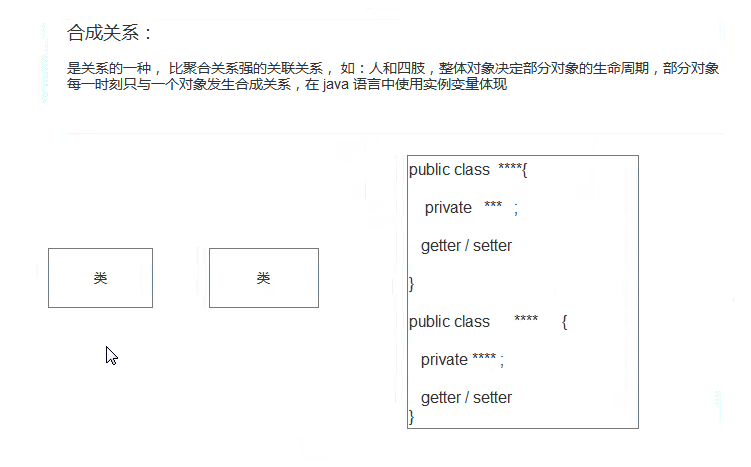 合成关系：
是关系的一种， 比聚合关系强的关联关系， 如：人和四肢，整体对象决定部分对象的生命周期，部分对象
每一时刻只与一个对象发生合成关系，在 java 语言中使用实例变量体现
类
类
public class ****{
private *** ;
getter / setter
}
public class **** {
private **** ;
getter / setter
}